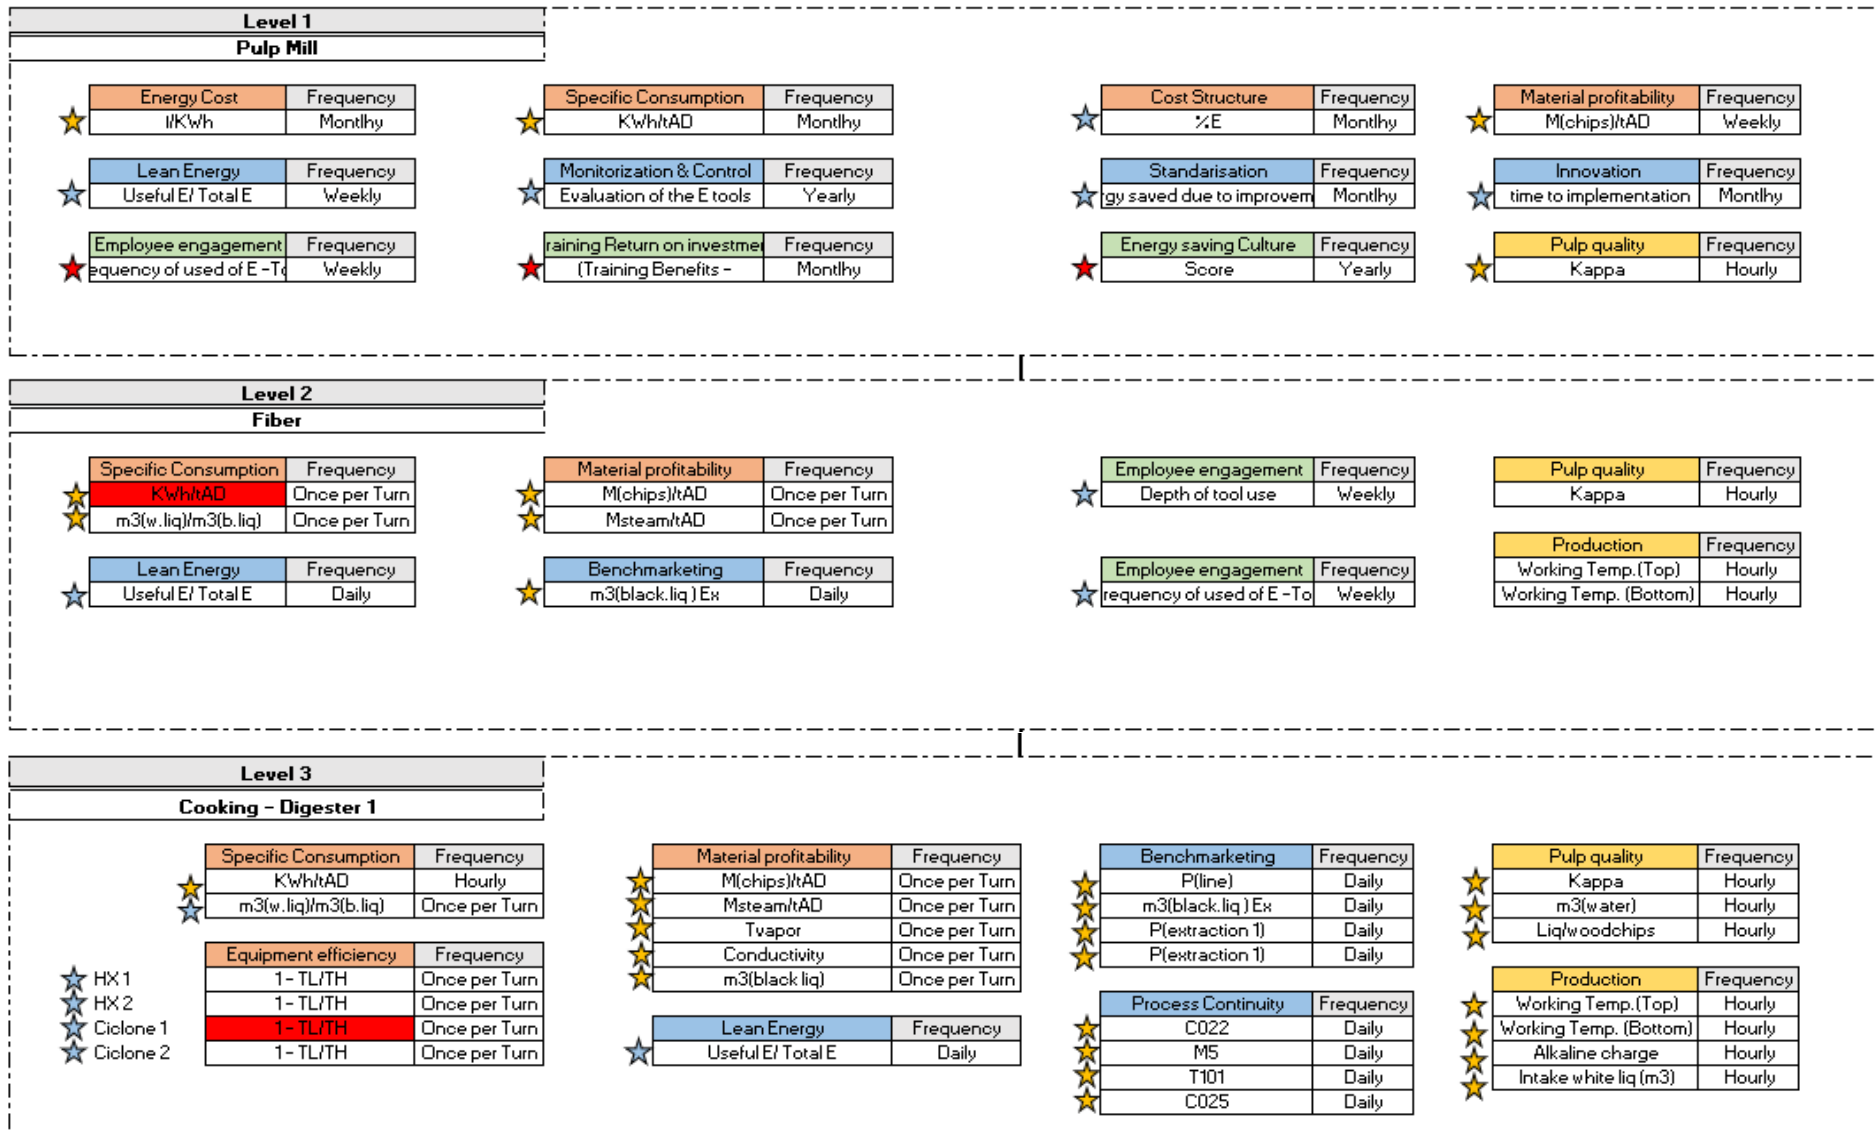 Level 1
Pulp Mill
Energy Cost Frequency
I/KWh Montlhy
Specific Consumption Frequency
KWh/tAD Montlhy
Cost Structure Frequency
%E Montlhy
Material profitability Frequency
M(chips)/tAD Weekly
Lean Energy Frequency
Useful E/ Total E Weekly
Monitorization & Control Frequency
Evaluation of the E tools Yearly
Standarisation Frequency
gy saved due to improvem Montlhy
Innovation Frequency
time to implementation Montlhy
Employee engagement Frequency
equency of used of E -To Weekly
raining Return on investmen Frequency
(Training Benefits - Montlhy
Energy saving Culture Frequency
Score Yearly
Pulp quality Frequency
Kappa Hourly
Level 2
Fiber
Specific Consumption Frequency
KWh/tAD Once per Turn
m3(w.liq)/m3(b.liq) Once per Turn
Material profitability Frequency
M(chips)/tAD Once per Turn
Msteam/tAD Once per Turn
Employee engagement Frequency
Depth of tool use Weekly
Pulp quality Frequency
Kappa Hourly
Lean Energy Frequency
Useful E/ Total E Daily
Benchmarketing Frequency
m3(black.liq ) Ex Daily
Employee engagement Frequency
requency of used of E -To Weekly
Production Frequency
Working Temp.(Top) Hourly
Working Temp. (Bottom) Hourly
Level 3
Cooking - Digester 1
Specific Consumption Frequency
KWh/tAD Hourly
m3(w.liq)/m3(b.liq) Once per Turn
Equipment efficiency Frequency
HX 1 1- TL/TH Once per Turn
HX 2 1- TL/TH Once per Turn
Ciclone 1 1- TL/TH Once per Turn
Ciclone 2 1- TL/TH Once per Turn
Material profitability Frequency
M(chips)/tAD Once per Turn
Msteam/tAD Once per Turn
Tvapor Once per Turn
Conductivity Once per Turn
m3(black liq) Once per Turn
Lean Energy Frequency
Useful E/ Total E Daily
Benchmarketing Frequency
P(line) Daily
m3(black.liq ) Ex Daily
P(extraction 1) Daily
P(extraction 1) Daily
Process Continuity Frequency
C022 Daily
M5 Daily
T101 Daily
C025 Daily
Pulp quality Frequency
Kappa Hourly
m3(water) Hourly
Liq/woodchips Hourly
Production Frequency
Working Temp.(Top) Hourly
Working Temp. (Bottom) Hourly
Alkaline charge Hourly
Intake white liq (m3) Hourly